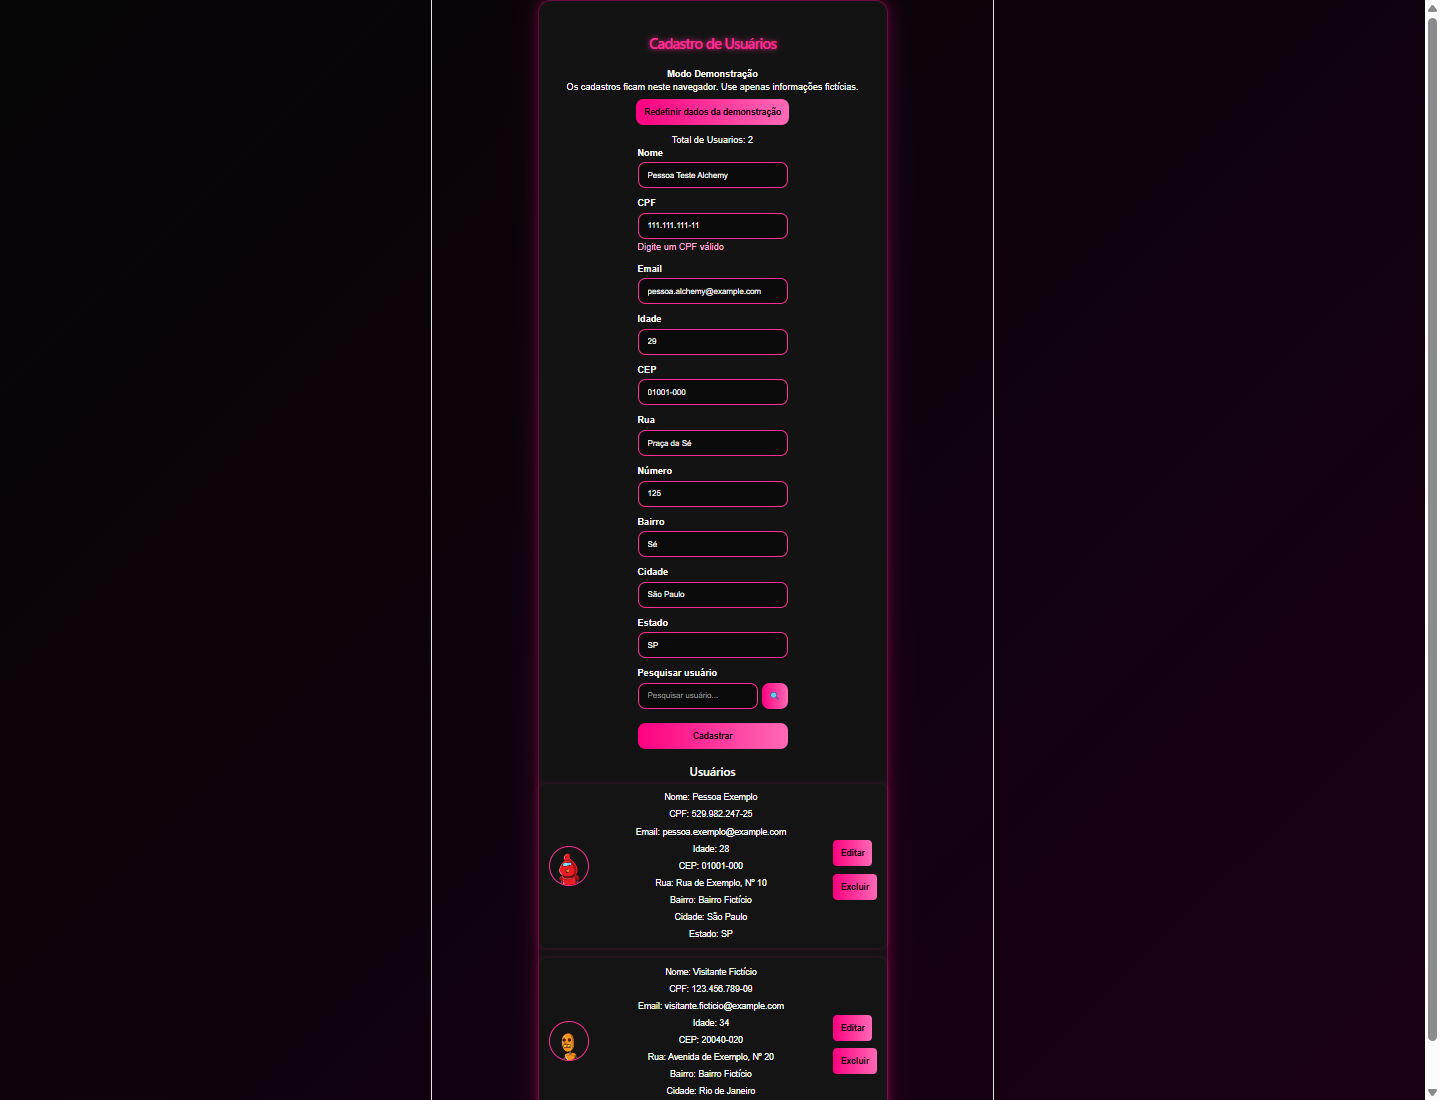 Cadastro de Usuários
Modo Demonstração
Os cadastros ficam neste navegador. Use apenas informações fictícias.
Redefinir dados da demonstração
Total de Usuarios: 2
Nome
Pessoa Teste Alchemy
CPF
111.111.111-11
Digite um CPF válido
Email
pessoa.alchemy@example.com
Idade
29
CEP
01001-000
Rua
Praça da Sé
Número
125
Bairro
Sé
Cidade
São Paulo
Estado
SP
Pesquisar usuário
Pesquisar usuário...
Cadastrar
Usuários
Nome: Pessoa Exemplo
CPF: 529.982.247-25
Email: pessoa.exemplo@example.com
Idade: 28
CEP: 01001-000
Rua: Rua de Exemplo, Nº 10
Bairro: Bairro Fictício
Cidade: São Paulo
Estado: SP
Editar
Excluir
Nome: Visitante Fictício
CPF: 123.456.789-09
Email: visitante.ficticio@example.com
Idade: 34
CEP: 20040-020
Rua: Avenida de Exemplo, Nº 20
Bairro: Bairro Fictício
Cidade: Rio de Janeiro
Editar
Excluir